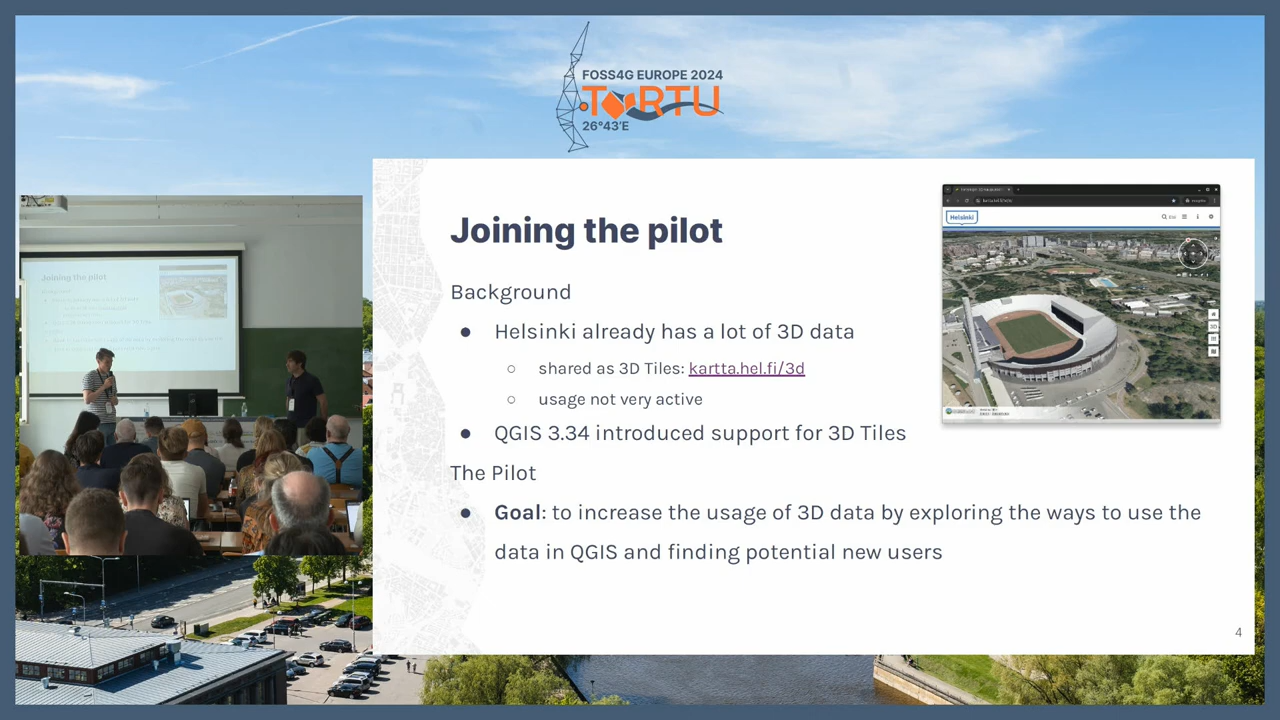 FOSS4G EUROPE 2024
TARTU
26°43'E
Joining the pilot
Background
● Helsinki already has a lot of 3D data
○ shared as 3D Tiles: kartta.hel.fi/3d
○ usage not very active
● QGIS 3.34 introduced support for 3D Tiles
The Pilot
● Goal: to increase the usage of 3D data by exploring the ways to use the
data in QGIS and finding potential new users
Helsinki
4
Joining the pilot